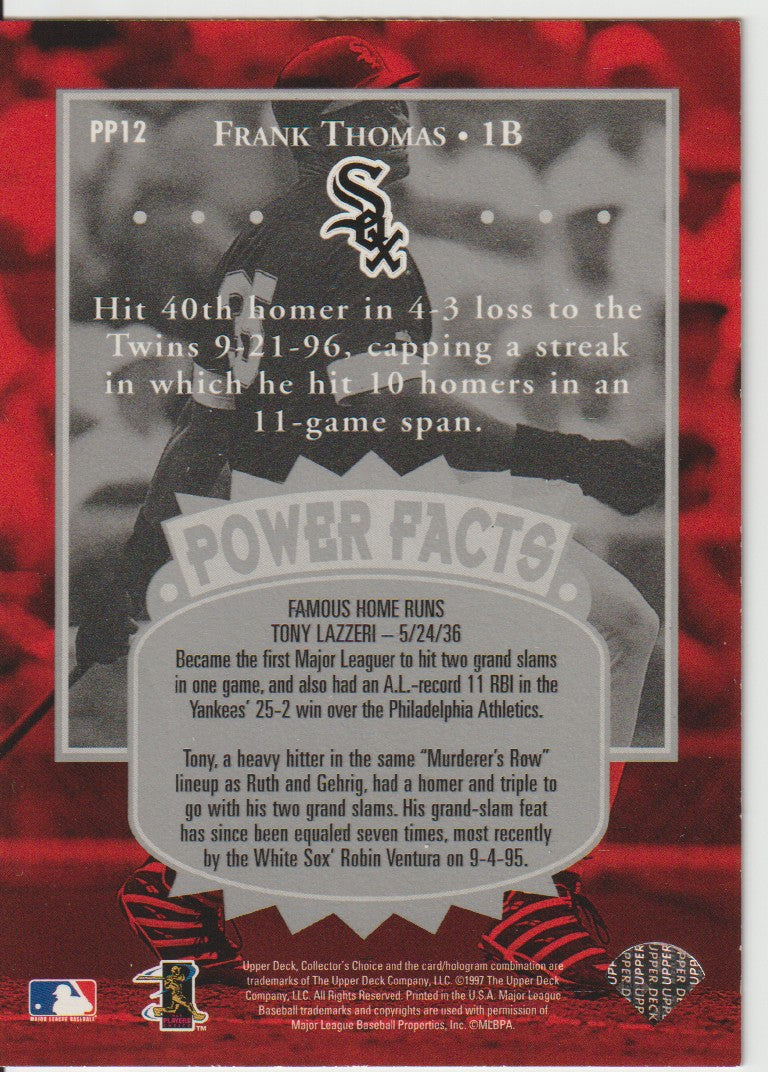 PP12
FRANK THOMAS • 1B
Sox
Hit 40th homer in 4-3 loss to the
Twins 9-21-96, capping a streak
in which he hit 10 homers in an
11-game span.
POWER FACTS
FAMOUS HOME RUNS
TONY LAZZERI – 5/24/36
Became the first Major Leaguer to hit two grand slams
in one game, and also had an A.L.-record 11 RBI in the
Yankees' 25-2 win over the Philadelphia Athletics.
Tony, a heavy hitter in the same "Murderer's Row"
lineup as Ruth and Gehrig, had a homer and triple to
go with his two grand slams. His grand-slam feat
has since been equaled seven times, most recently
by the White Sox' Robin Ventura on 9-4-95.
Upper Deck, Collector's Choice and the card/hologram combination are
trademarks of The Upper Deck Company, LLC. ©1997 The Upper Deck
Company, LLC. All Rights Reserved. Printed in the U.S.A. Major League
Baseball trademarks and copyrights are used with permission of
Major League Baseball Properties, Inc. ©MLBPA.
MAJOR LEAGUE BASEBALL
PLAYERS
TM
UPPER DECK